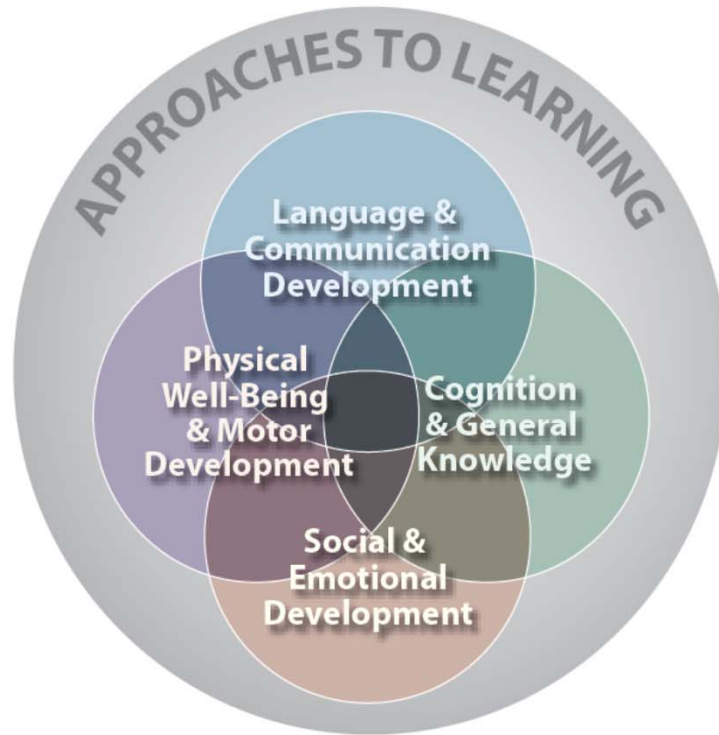 APPROACHES TO LEARNING
Language &
Communication
Development
Physical
Well-Being
& Motor
Development
Cognition
& General
Knowledge
Social &
Emotional
Development